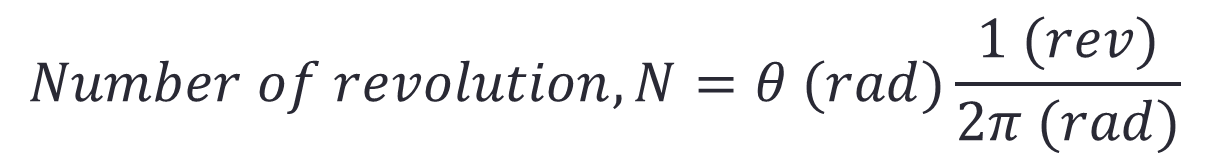 Number of revolution, N = θ (rad) 1 (rev) / 2π (rad)